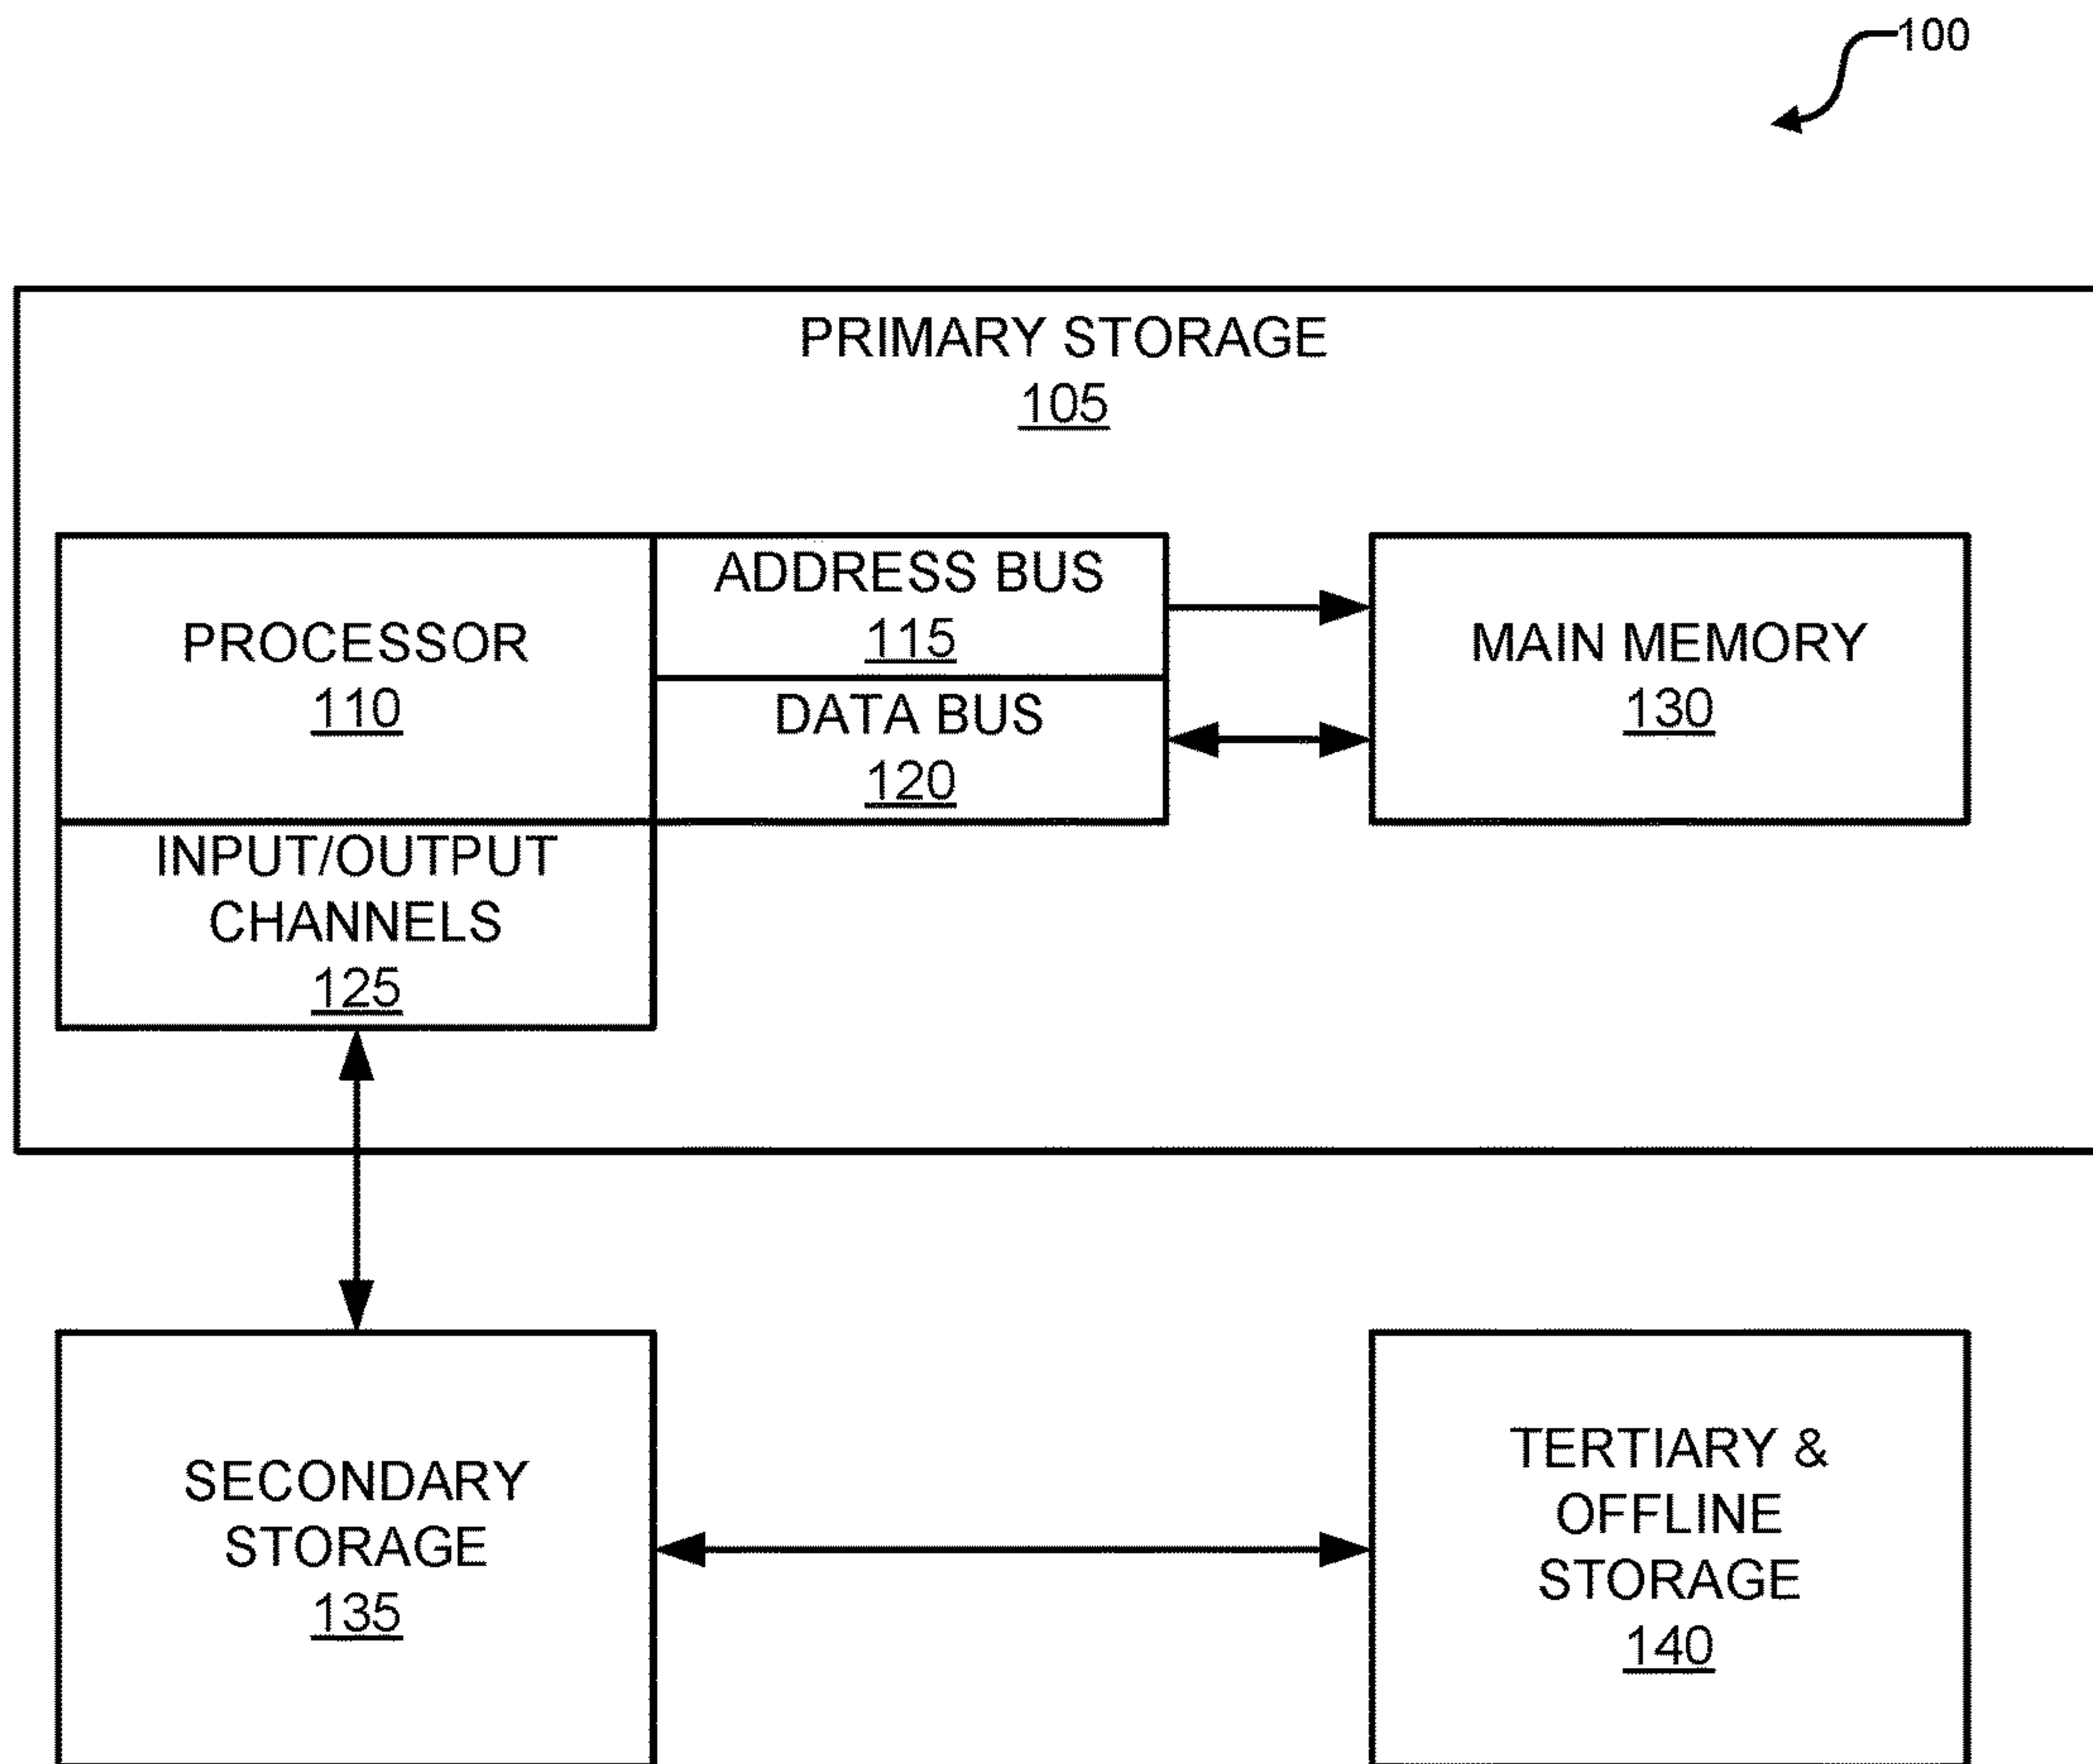 100
PRIMARY STORAGE
105
PROCESSOR
110
ADDRESS BUS
115
DATA BUS
120
MAIN MEMORY
130
INPUT/OUTPUT
CHANNELS
125
SECONDARY
STORAGE
135
TERTIARY &
OFFLINE
STORAGE
140